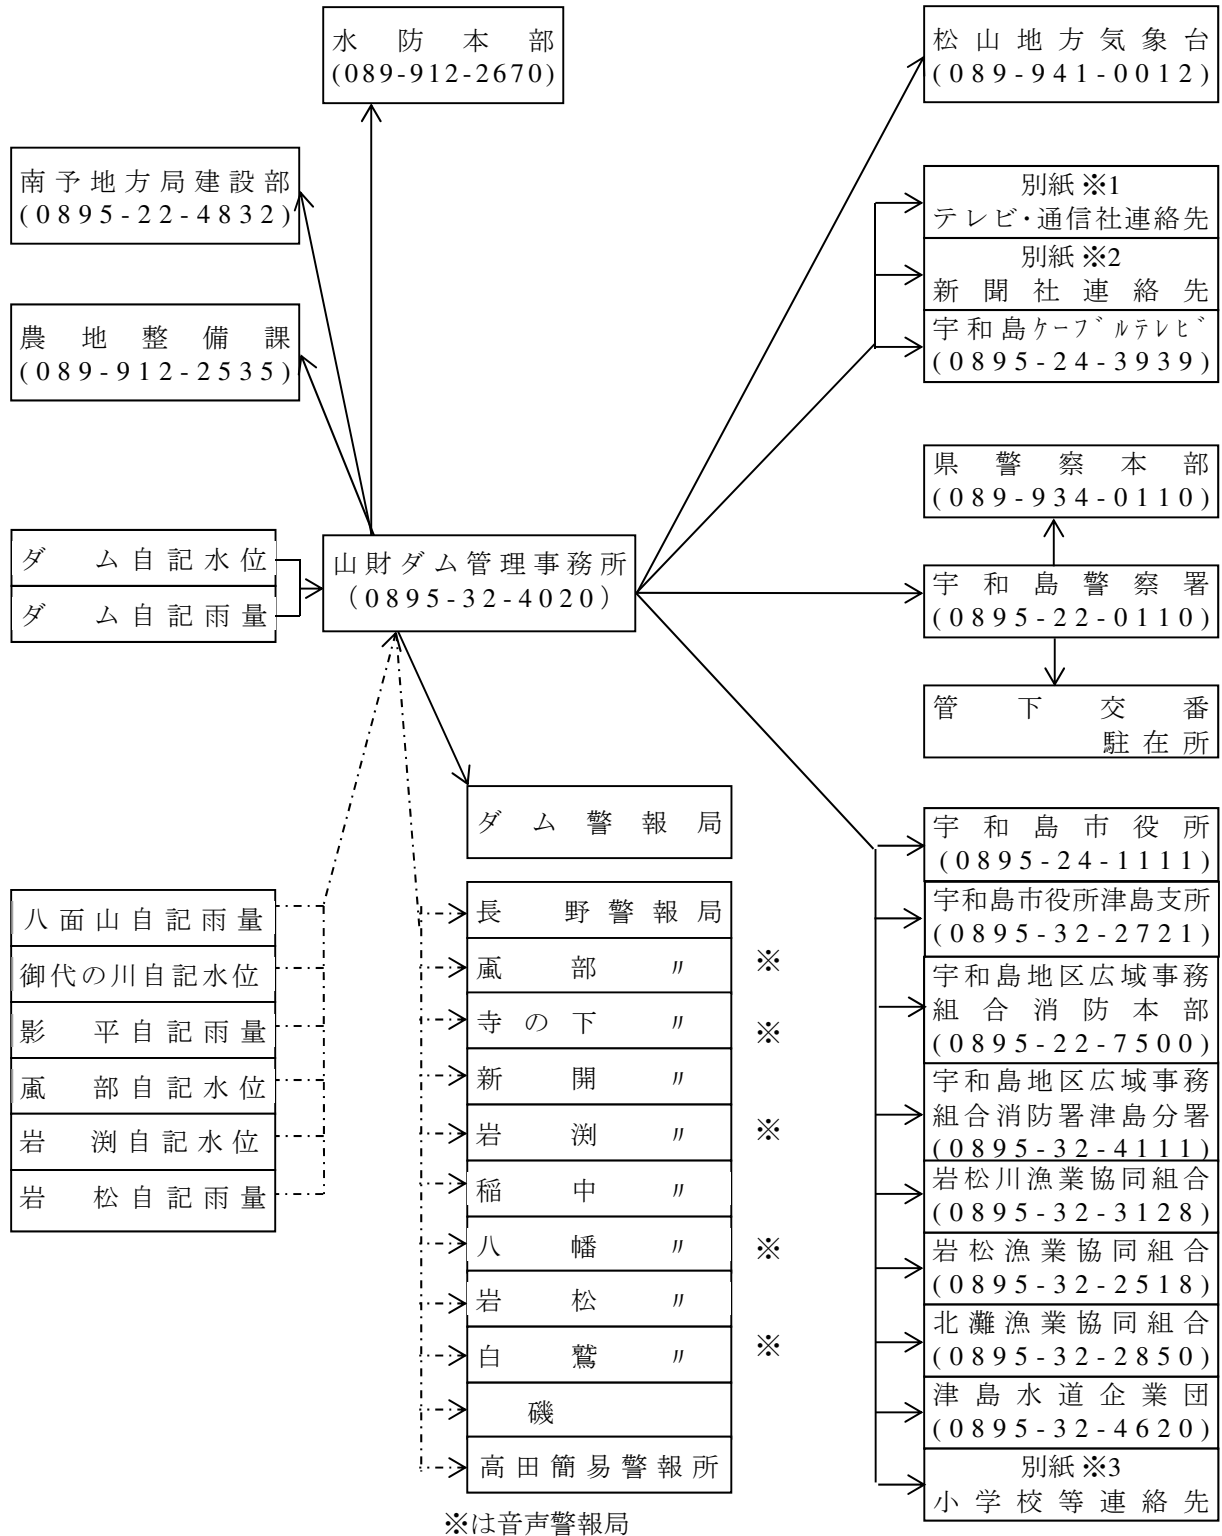 水防本部
(089-912-2670)
松山地方気象台
(089-941-0012)
南予地方局建設部
(0895-22-4832)
別紙※1
テレビ・通信社連絡先
別紙※2
新聞社連絡先
宇和島ｹｰﾌﾞﾙﾃﾚﾋﾞ
(0895-24-3939)
農地整備課
(089-912-2535)
県警察本部
(089-934-0110)
ダム自記水位
ダム自記雨量
山財ダム管理事務所
（0895-32-4020）
宇和島警察署
(0895-22-0110)
管下交番
駐在所
ダム警報局
宇和島市役所
(0895-24-1111)
宇和島市役所津島支所
(0895-32-2721)
宇和島地区広域事務
組合消防本部
(0895-22-7500)
宇和島地区広域事務
組合消防署津島分署
(0895-32-4111)
岩松川漁業協同組合
(0895-32-3128)
岩松漁業協同組合
(0895-32-2518)
北灘漁業協同組合
(0895-32-2850)
津島水道企業団
(0895-32-4620)
別紙※3
小学校等連絡先
八面山自記雨量
御代の川自記水位
影平自記雨量
部自記水位
岩渕自記水位
岩松自記雨量
長野警報局
部〃 ※
寺の下〃 ※
新開〃
岩渕〃 ※
稲中〃
八幡〃 ※
岩松〃
白鷲〃 ※
磯
高田簡易警報所
※は音声警報局